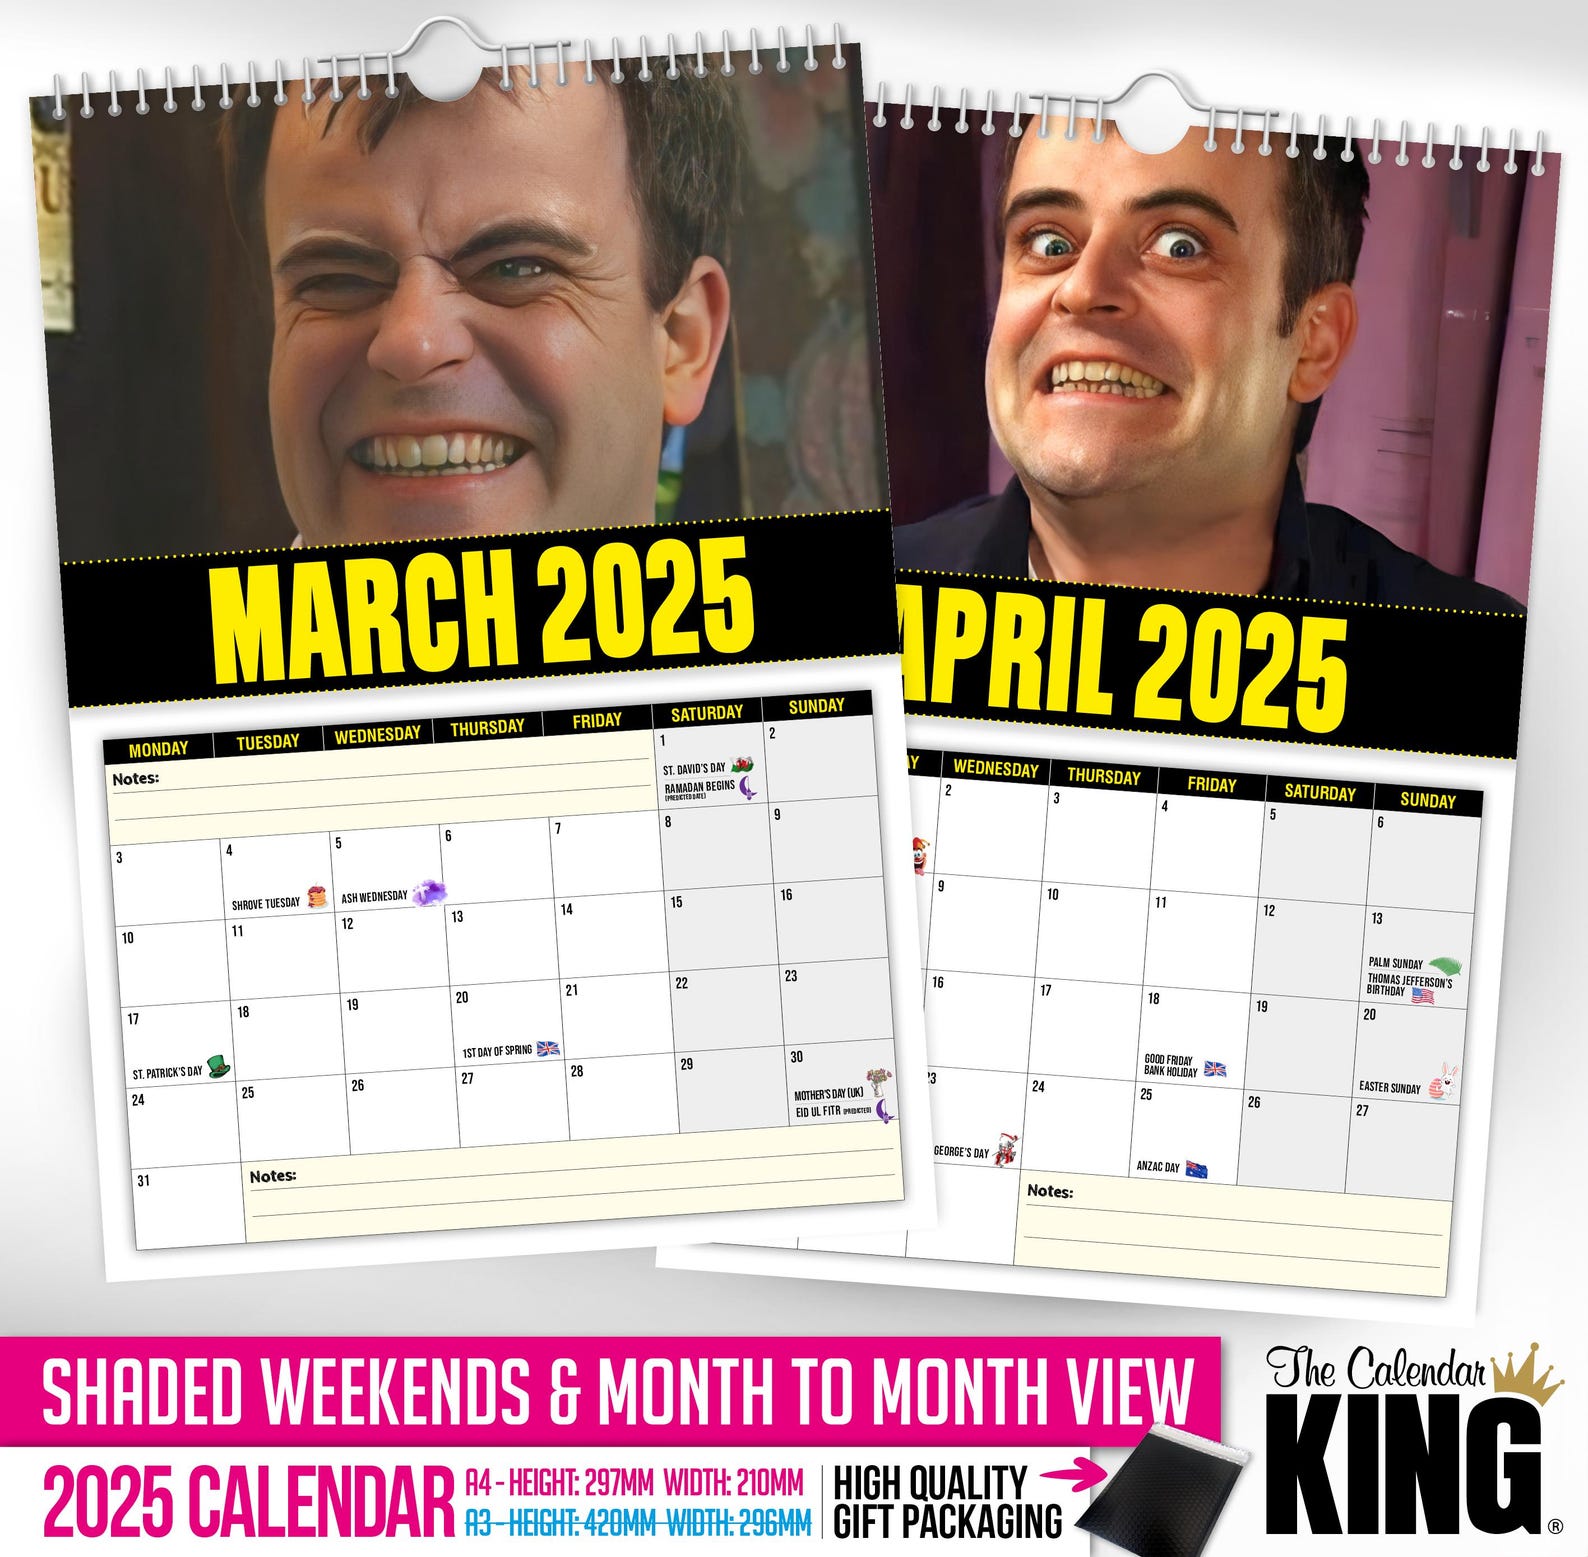 U
MARCH 2025
MONDAY TUESDAY WEDNESDAY THURSDAY FRIDAY SATURDAY SUNDAY
Notes:
1 2
ST. DAVID'S DAY
RAMADAN BEGINS
(PREDICTED DATE)
3 4 5 6 7 8 9
SHROVE TUESDAY ASH WEDNESDAY
10 11 12 13 14 15 16
17 18 19 20 21 22 23
ST. PATRICK'S DAY 1ST DAY OF SPRING
24 25 26 27 28 29 30
MOTHER'S DAY (UK)
EID UL FITR (PREDICTED)
31
Notes:
APRIL 2025
AY WEDNESDAY THURSDAY FRIDAY SATURDAY SUNDAY
2 3 4 5 6
9 10 11 12 13
PALM SUNDAY
THOMAS JEFFERSON'S
BIRTHDAY
16 17 18 19 20
GOOD FRIDAY
BANK HOLIDAY
EASTER SUNDAY
23 24 25 26 27
GEORGE'S DAY ANZAC DAY
Notes:
SHADED WEEKENDS & MONTH TO MONTH VIEW
2025 CALENDAR
A4 - HEIGHT: 297MM WIDTH: 210MM
A3 - HEIGHT: 420MM WIDTH: 296MM
HIGH QUALITY
GIFT PACKAGING
The Calendar
KING®